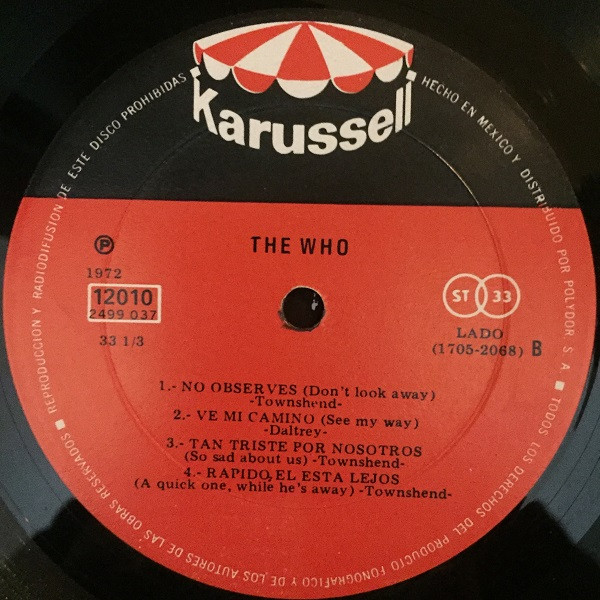 Karussell
REPRODUCCION Y RADIODIFUSION DE ESTE DISCO PROHIBIDAS
HECHO EN MEXICO Y DISTRIBUIDO POR POLYDOR S A ■ TODOS LOS DERECHOS DEL PRODUCTO FONOGRAFICO Y DE LOS AUTORES DE LAS OBRAS RESERVADOS ■
THE WHO
℗
1972
12010
2499 037
33 1/3
ST 33
LADO
(1705-2068) B
1.- NO OBSERVES (Don't look away)
-Townshend-
2.- VE MI CAMINO (See my way)
-Daltrey-
3.- TAN TRISTE POR NOSOTROS
(So sad about us) -Townshend-
4.- RAPIDO, EL ESTA LEJOS
(A quick one, while he's away) -Townshend-